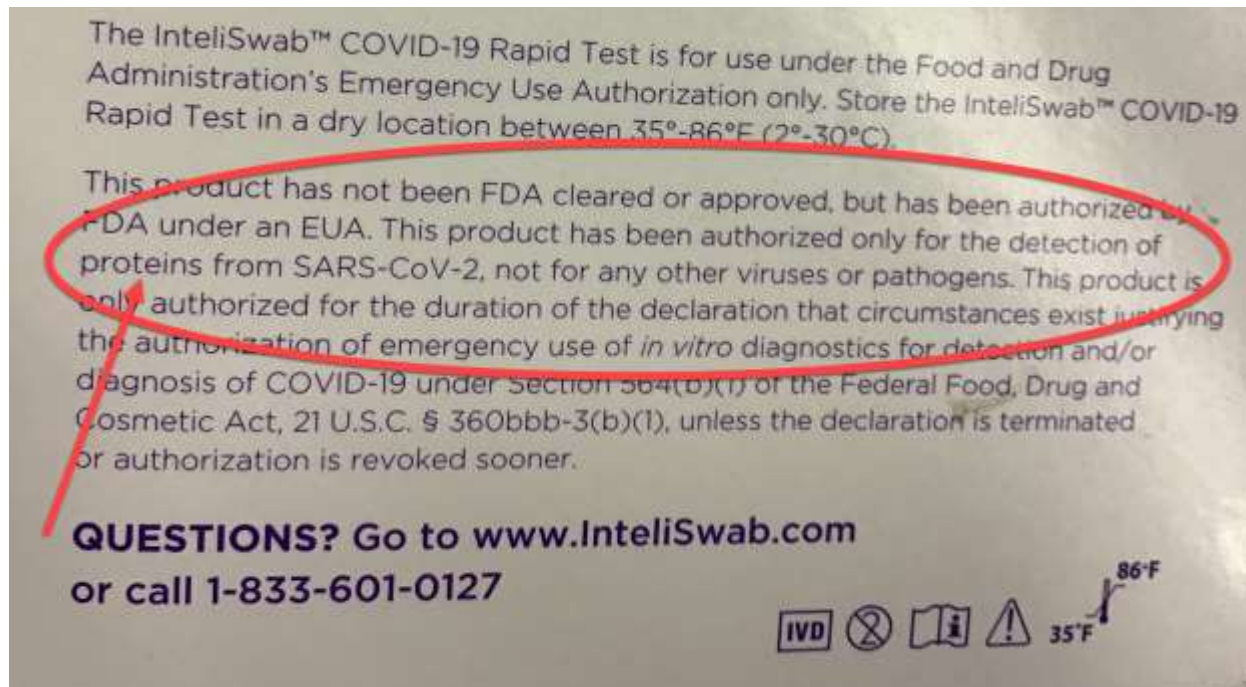 The InteliSwab™ COVID-19 Rapid Test is for use under the Food and Drug
Administration's Emergency Use Authorization only. Store the InteliSwab™ COVID-19
Rapid Test in a dry location between 35°-86°F (2°-30°C).
This product has not been FDA cleared or approved, but has been authorized by
FDA under an EUA. This product has been authorized only for the detection of
proteins from SARS-CoV-2, not for any other viruses or pathogens. This product is
only authorized for the duration of the declaration that circumstances exist justifying
the authorization of emergency use of in vitro diagnostics for detection and/or
diagnosis of COVID-19 under Section 564(b)(1) of the Federal Food, Drug and
Cosmetic Act, 21 U.S.C. § 360bbb-3(b)(1), unless the declaration is terminated
or authorization is revoked sooner.
QUESTIONS? Go to www.InteliSwab.com
or call 1-833-601-0127
86°F
IVD 2 i 35°F